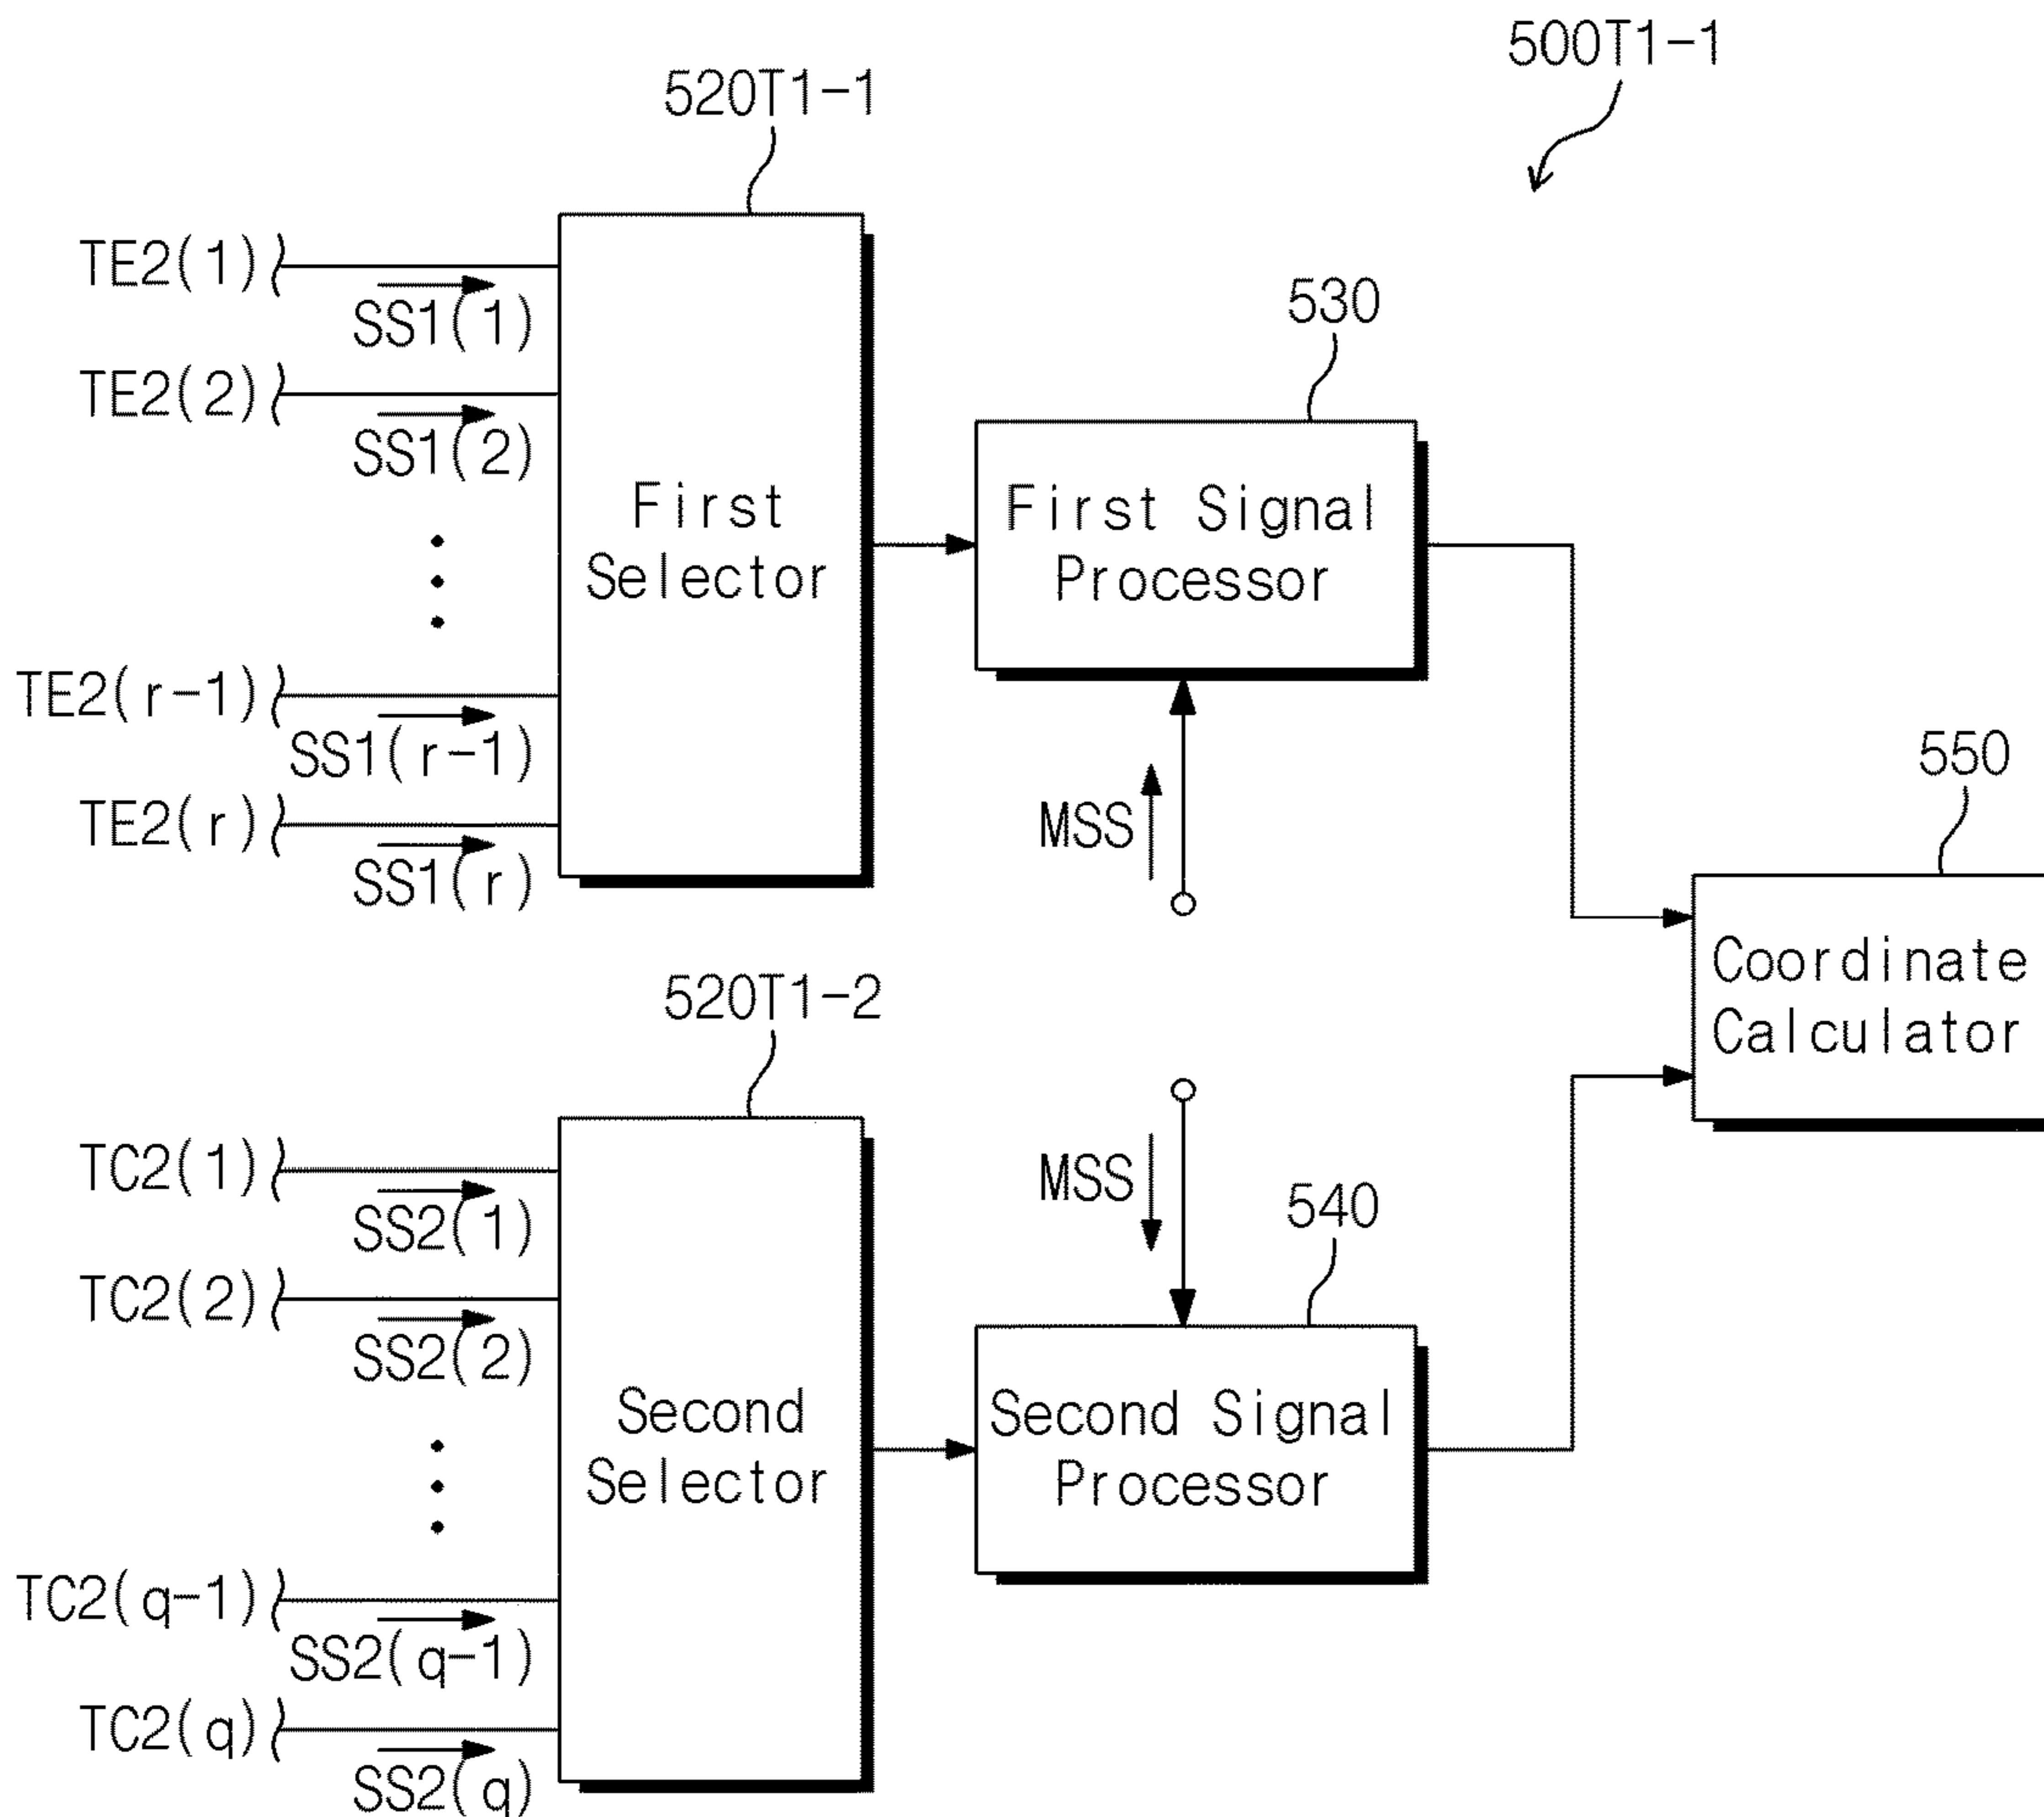 500T1-1
520T1-1
TE2(1)
SS1(1)
530
TE2(2)
SS1(2)
First
Selector
First Signal
Processor
TE2(r-1)
SS1(r-1)
550
TE2(r)
MSS
SS1(r)
Coordinate
Calculator
520T1-2
TC2(1)
MSS
540
SS2(1)
TC2(2)
SS2(2)
Second
Selector
Second Signal
Processor
TC2(q-1)
SS2(q-1)
TC2(q)
SS2(q)